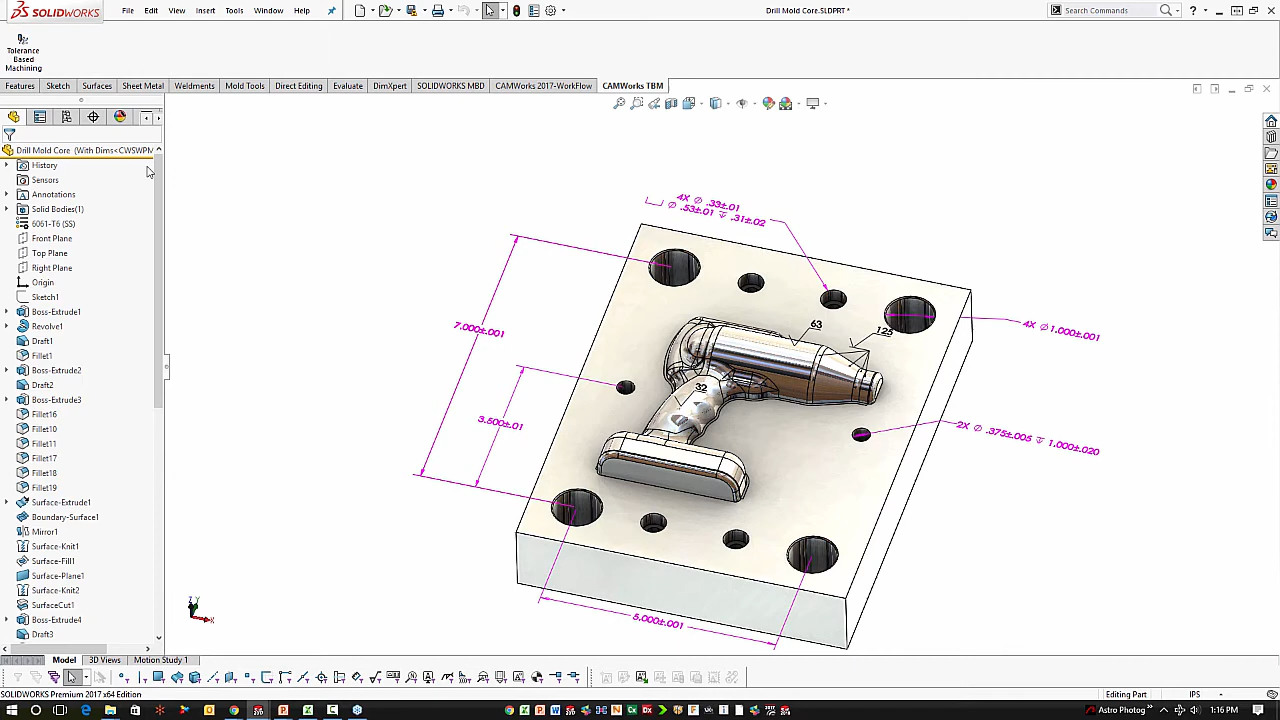 SOLIDWORKS
File Edit View Insert Tools Window Help
Drill Mold Core.SLDPRT *
Search Commands
Tolerance
Based
Machining
Features Sketch Surfaces Sheet Metal Weldments Mold Tools Direct Editing Evaluate DimXpert SOLIDWORKS MBD CAMWorks 2017-WorkFlow CAMWorks TBM
Drill Mold Core (With Dims<CWSWPM
History
Sensors
Annotations
Solid Bodies(1)
6061-T6 (SS)
Front Plane
Top Plane
Right Plane
Origin
Sketch1
Boss-Extrude1
Revolve1
Draft1
Fillet1
Boss-Extrude2
Draft2
Boss-Extrude3
Fillet16
Fillet10
Fillet11
Fillet17
Fillet18
Fillet19
Surface-Extrude1
Boundary-Surface1
Mirror1
Surface-Knit1
Surface-Fill1
Surface-Plane1
Surface-Knit2
SurfaceCut1
Boss-Extrude4
Draft3
4X ∅ .33±.01
⌴ ∅ .53±.01 ↧ .31±.02
7.000±.001
63
125
4X ∅1.000±.001
32
3.500±.01
2X ∅ .375±.005 ↧ 1.000±.020
5.000±.001
Z Y
X
Model 3D Views Motion Study 1
SOLIDWORKS Premium 2017 x64 Edition
Editing Part IPS
Astro Photog
1:16 PM